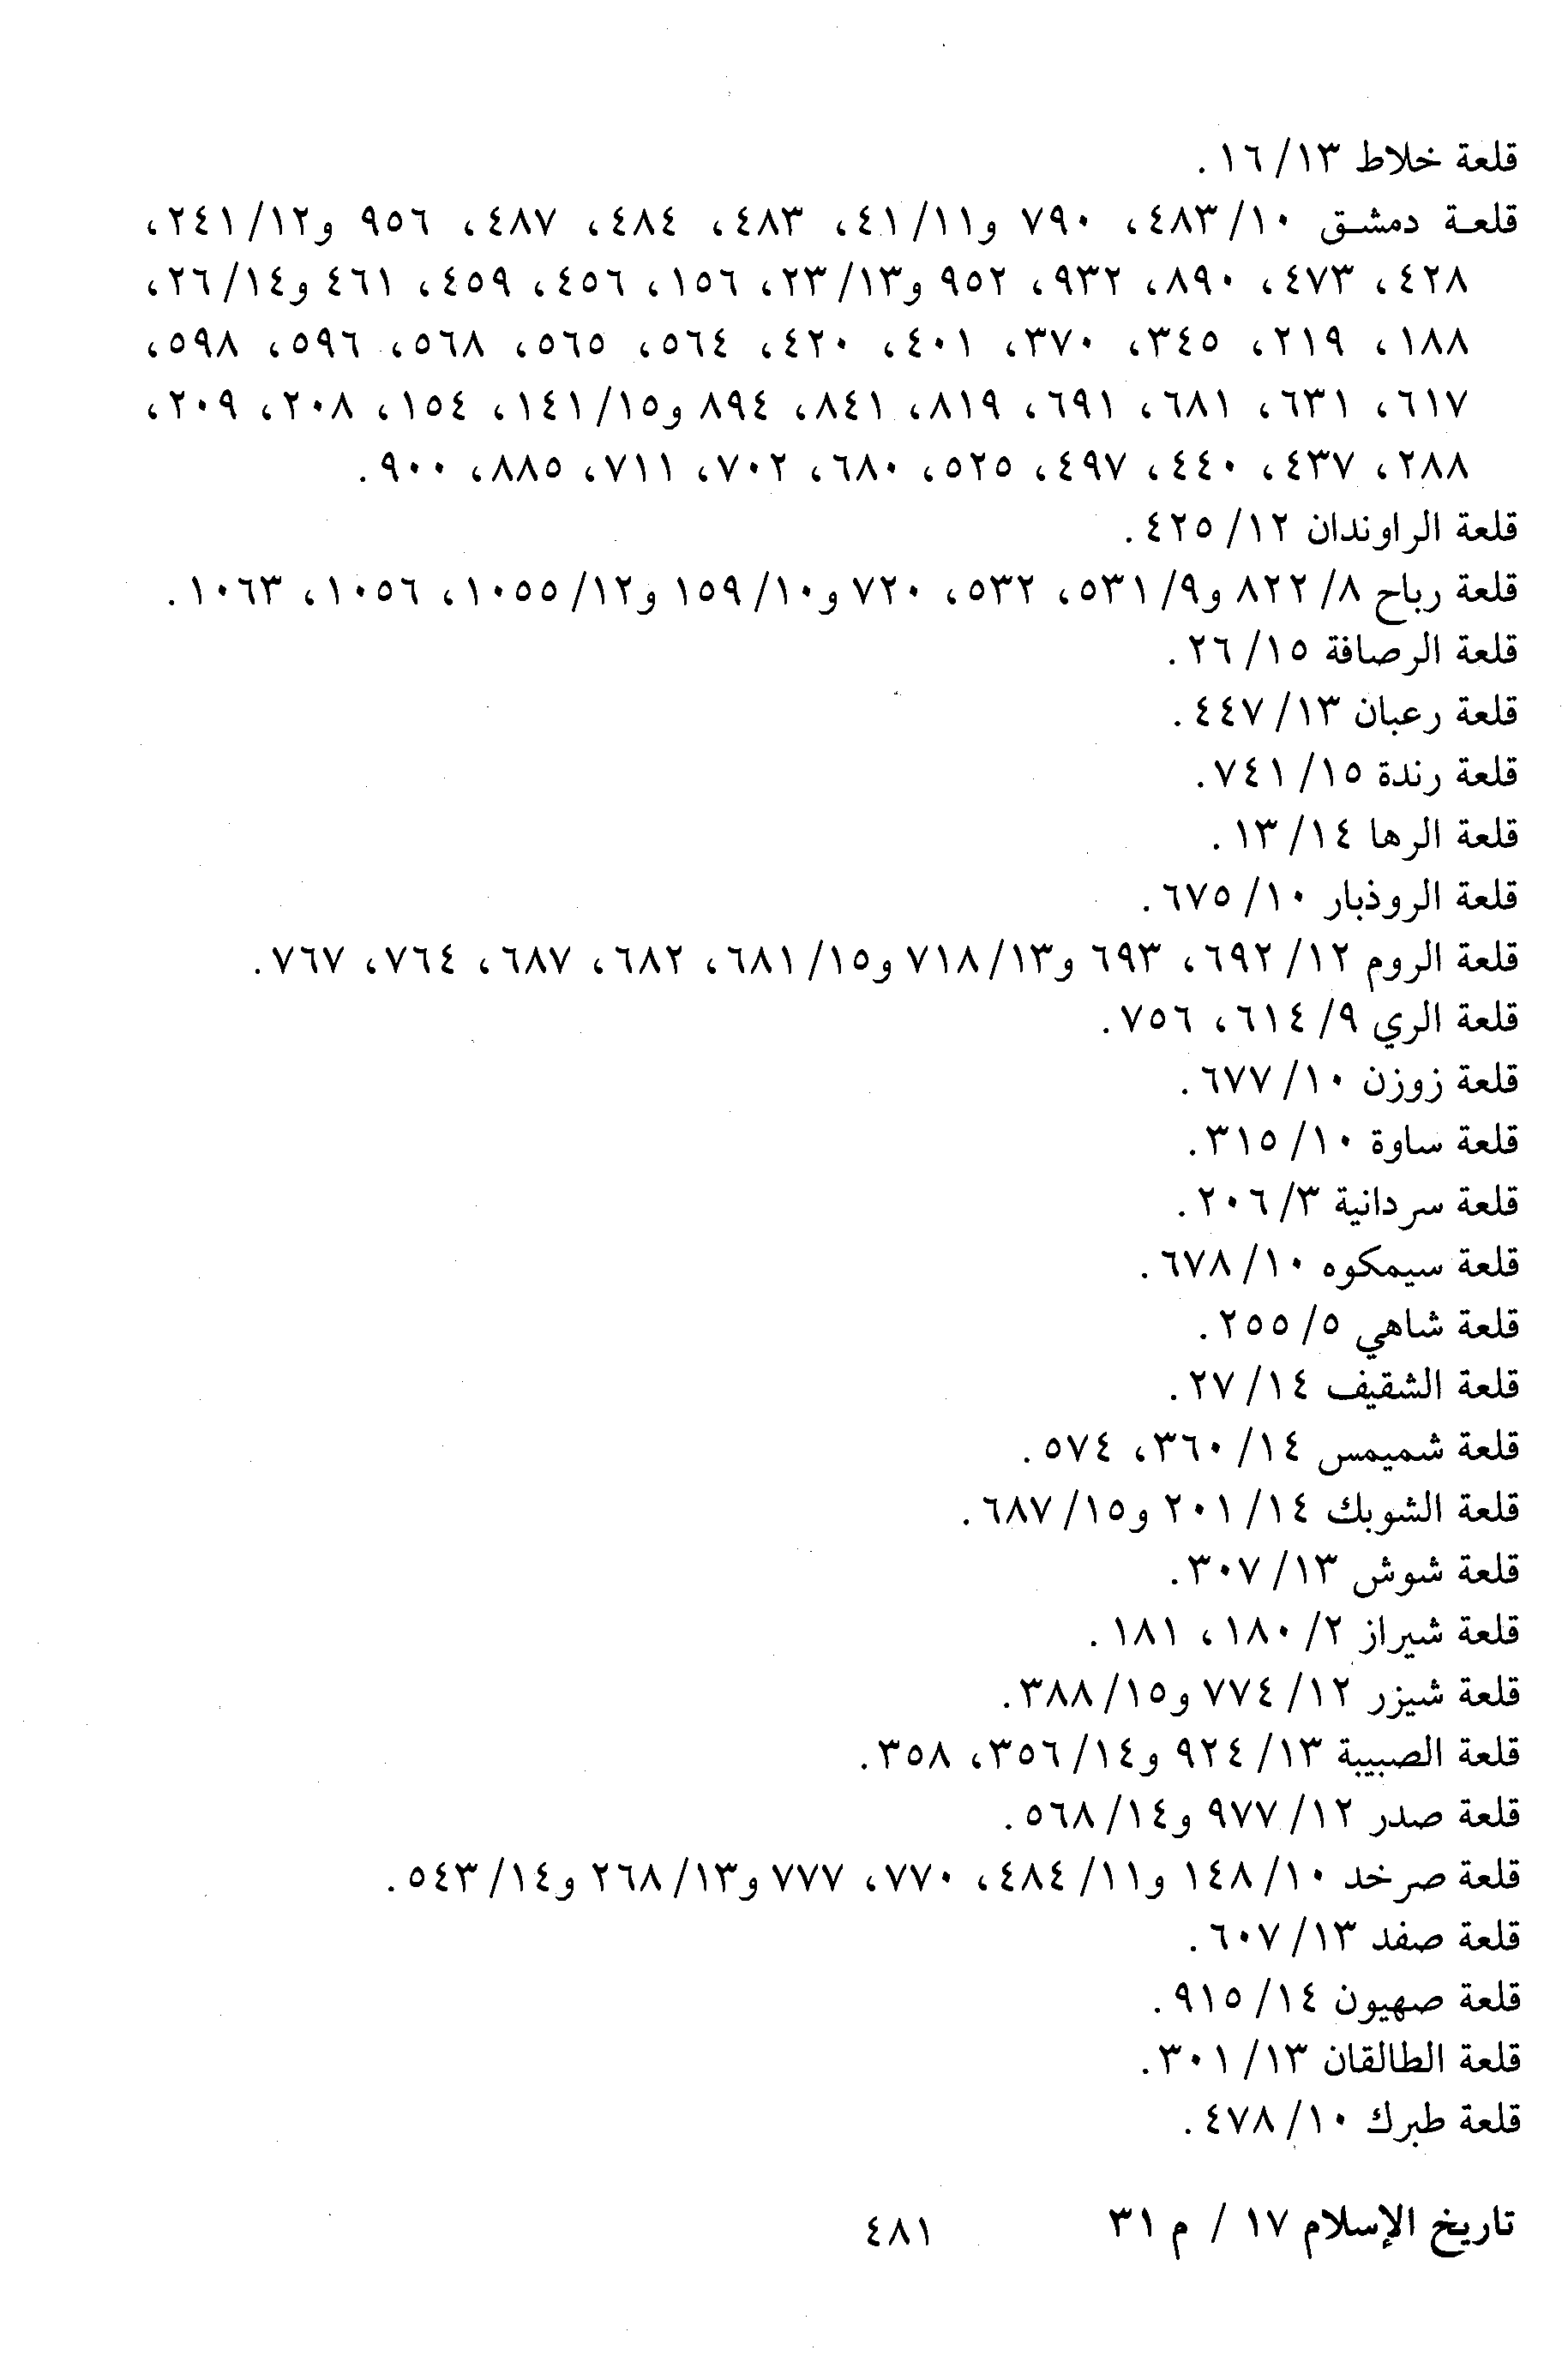 قلعة خلاط ١٣/ ١٦.
قلعة دمشق ١٠/ ٤٨٣، ٧٩٠ و١١/ ٤١، ٤٨٣، ٤٨٤، ٤٨٧، ٩٥٦ و١٢/ ٢٤١،
٤٢٨، ٤٧٣، ٨٩٠، ٩٣٢، ٩٥٢ و١٣/ ٢٣، ١٥٦، ٤٥٦، ٤٥٩، ٤٦١ و١٤/ ٢٦،
١٨٨، ٢١٩، ٣٤٥، ٣٧٠، ٤٠١، ٤٢٠، ٥٦٤، ٥٦٥، ٥٦٨، ٥٩٦، ٥٩٨،
٦١٧، ٦٣١، ٦٨١، ٦٩١، ٨١٩، ٨٤١، ٨٩٤ و١٥/ ١٤١، ١٥٤، ٢٠٨، ٢٠٩،
٢٨٨، ٤٣٧، ٤٤٠، ٤٩٧، ٥٢٥، ٦٨٠، ٧٠٢، ٧١١، ٨٨٥، ٩٠٠.
قلعة الراوندان ١٢/ ٤٢٥.
قلعة رباح ٨/ ٨٢٢ و٩/ ٥٣١، ٥٣٢، ٧٢٠ و١٠/ ١٥٩ و١٢/ ١٠٥٥، ١٠٥٦، ١٠٦٣.
قلعة الرصافة ١٥/ ٢٦.
قلعة رعبان ١٣/ ٤٤٧.
قلعة رندة ١٥/ ٧٤١.
قلعة الرها ١٤/ ١٣.
قلعة الروذبار ١٠/ ٦٧٥.
قلعة الروم ١٢/ ٦٩٢، ٦٩٣ و١٣/ ٧١٨ و١٥/ ٦٨١، ٦٨٢، ٦٨٧، ٧٦٤، ٧٦٧.
قلعة الري ٩/ ٦١٤، ٧٥٦.
قلعة زوزن ١٠/ ٦٧٧.
قلعة ساوة ١٠/ ٣١٥.
قلعة سردانية ٣/ ٢٠٦.
قلعة سيمكوه ١٠/ ٦٧٨.
قلعة شاهي ٥/ ٢٥٥.
قلعة الشقيف ١٤/ ٢٧.
قلعة شميمس ١٤/ ٣٦٠، ٥٧٤.
قلعة الشوبك ١٤/ ٢٠١ و١٥/ ٦٨٧.
قلعة شوش ١٣/ ٣٠٧.
قلعة شيراز ٢/ ١٨٠، ١٨١.
قلعة شيزر ١٢/ ٧٧٤ و١٥/ ٣٨٨.
قلعة الصبيبة ١٣/ ٩٢٤ و١٤/ ٣٥٦، ٣٥٨.
قلعة صدر ١٢/ ٩٧٧ و١٤/ ٥٦٨.
قلعة صرخد ١٠/ ١٤٨ و١١/ ٤٨٤، ٧٧٠، ٧٧٧ و١٣/ ٢٦٨ و١٤/ ٥٤٣.
قلعة صفد ١٣/ ٦٠٧.
قلعة صهيون ١٤/ ٩١٥.
قلعة الطالقان ١٣/ ٣٠١.
قلعة طبرك ١٠/ ٤٧٨.
تاريخ الإسلام ١٧ / م ٣١ ٤٨١